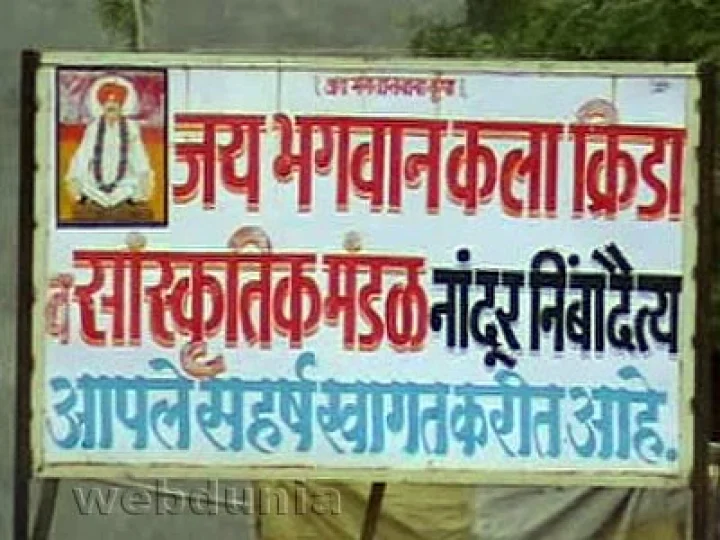 जय भगवान कला क्रिडा
व सांस्कृतिक मंडळ नांदूर निंबादैत्य
आपले सहर्ष स्वागत करीत आहे.
webdunia